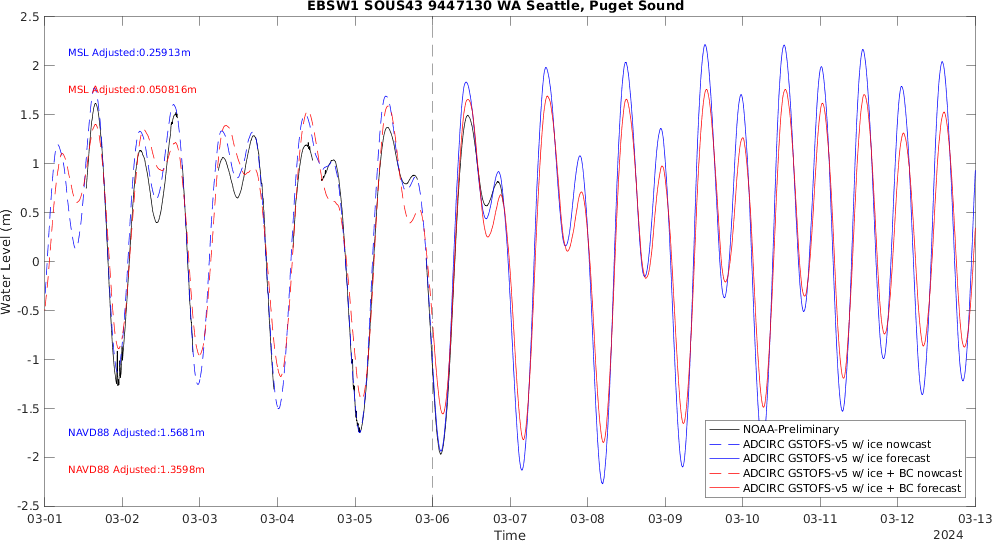 EBSW1 SOUS43 9447130 WA Seattle, Puget Sound
2.5
2
1.5
1
0.5
0
-0.5
-1
-1.5
-2
-2.5
Water Level (m)
MSL Adjusted:0.25913m
MSL Adjusted:0.050816m
NAVD88 Adjusted:1.5681m
NAVD88 Adjusted:1.3598m
NOAA-Preliminary
ADCIRC GSTOFS-v5 w/ ice nowcast
ADCIRC GSTOFS-v5 w/ ice forecast
ADCIRC GSTOFS-v5 w/ ice + BC nowcast
ADCIRC GSTOFS-v5 w/ ice + BC forecast
03-01 03-02 03-03 03-04 03-05 03-06 03-07 03-08 03-09 03-10 03-11 03-12 03-13
Time
2024